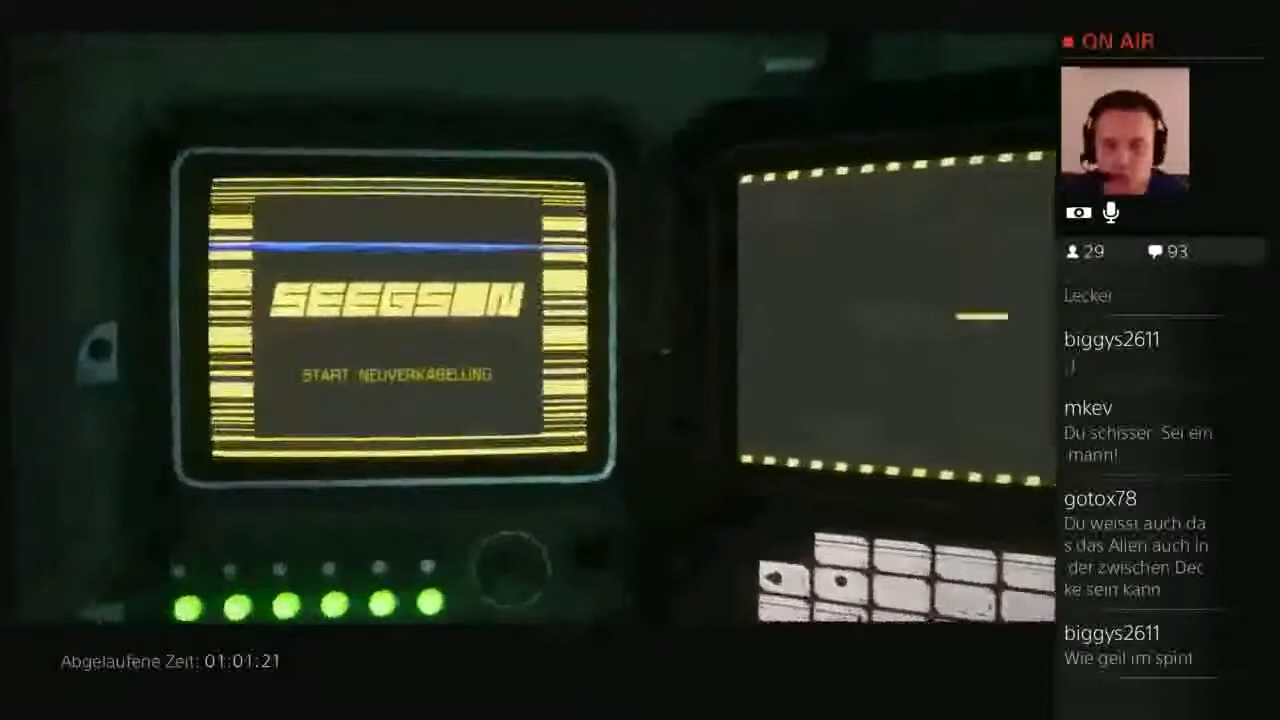 SEEGSON
START NEUVERKABELUNG
Abgelaufene Zeit: 01:01:21
ON AIR
29 93
Lecker
biggys2611
;)
mkev
Du schisser Sei ein
mann!
gotox78
Du weisst auch da
s das Alien auch in
der zwischen Dec
ke sein kann
biggys2611
Wie geil im spint